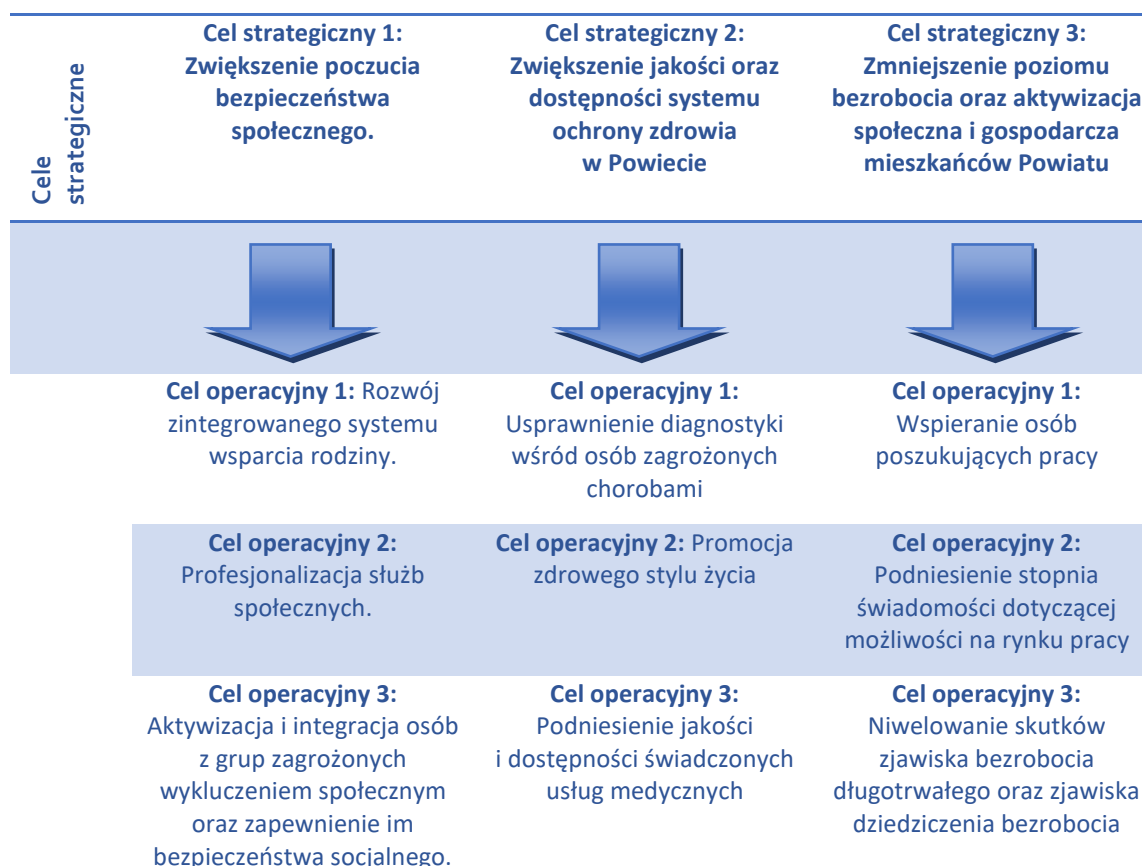 Cele
strategiczne
Cel strategiczny 1:
Zwiększenie poczucia
bezpieczeństwa
społecznego.
Cel strategiczny 2:
Zwiększenie jakości oraz
dostępności systemu
ochrony zdrowia
w Powiecie
Cel strategiczny 3:
Zmniejszenie poziomu
bezrobocia oraz aktywizacja
społeczna i gospodarcza
mieszkańców Powiatu
Cel operacyjny 1: Rozwój
zintegrowanego systemu
wsparcia rodziny.
Cel operacyjny 1:
Usprawnienie diagnostyki
wśród osób zagrożonych
chorobami
Cel operacyjny 1:
Wspieranie osób
poszukujących pracy
Cel operacyjny 2:
Profesjonalizacja służb
społecznych.
Cel operacyjny 2: Promocja
zdrowego stylu życia
Cel operacyjny 2:
Podniesienie stopnia
świadomości dotyczącej
możliwości na rynku pracy
Cel operacyjny 3:
Aktywizacja i integracja osób
z grup zagrożonych
wykluczeniem społecznym
oraz zapewnienie im
bezpieczeństwa socjalnego.
Cel operacyjny 3:
Podniesienie jakości
i dostępności świadczonych
usług medycznych
Cel operacyjny 3:
Niwelowanie skutków
zjawiska bezrobocia
długotrwałego oraz zjawiska
dziedziczenia bezrobocia